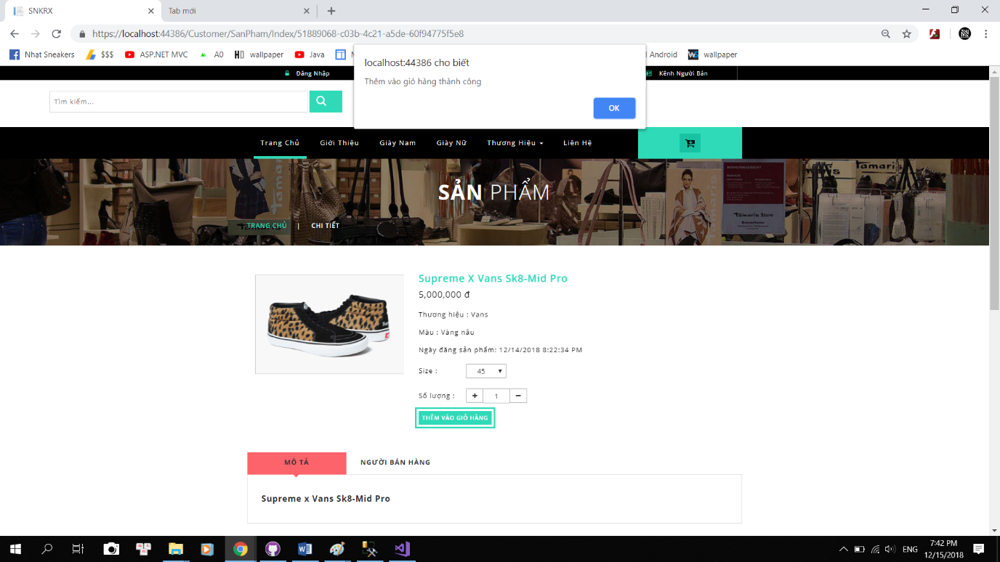 SNKRX
Tab mới
https://localhost:44386/Customer/SanPham/Index/51889068-c03b-4c21-a5de-60f94775f5e8
Nhat Sneakers
$$$
ASP.NET MVC
A0
wallpaper
Java
Android
wallpaper
localhost:44386 cho biết
Thêm vào giỏ hàng thành công
OK
Đăng Nhập
Kênh Người Bán
Tìm kiếm...
Trang Chủ
Giới Thiệu
Giày Nam
Giày Nữ
Thương Hiệu
Liên Hệ
SẢN PHẨM
TRANG CHỦ | CHI TIẾT
Tamaris Store
Supreme X Vans Sk8-Mid Pro
5,000,000 đ
Thương hiệu : Vans
Màu : Vàng nâu
Ngày đăng sản phẩm: 12/14/2018 8:22:34 PM
Size : 45
Số lượng : + 1 −
THÊM VÀO GIỎ HÀNG
MÔ TẢ
NGƯỜI BÁN HÀNG
Supreme x Vans Sk8-Mid Pro
ENG
7:42 PM
12/15/2018